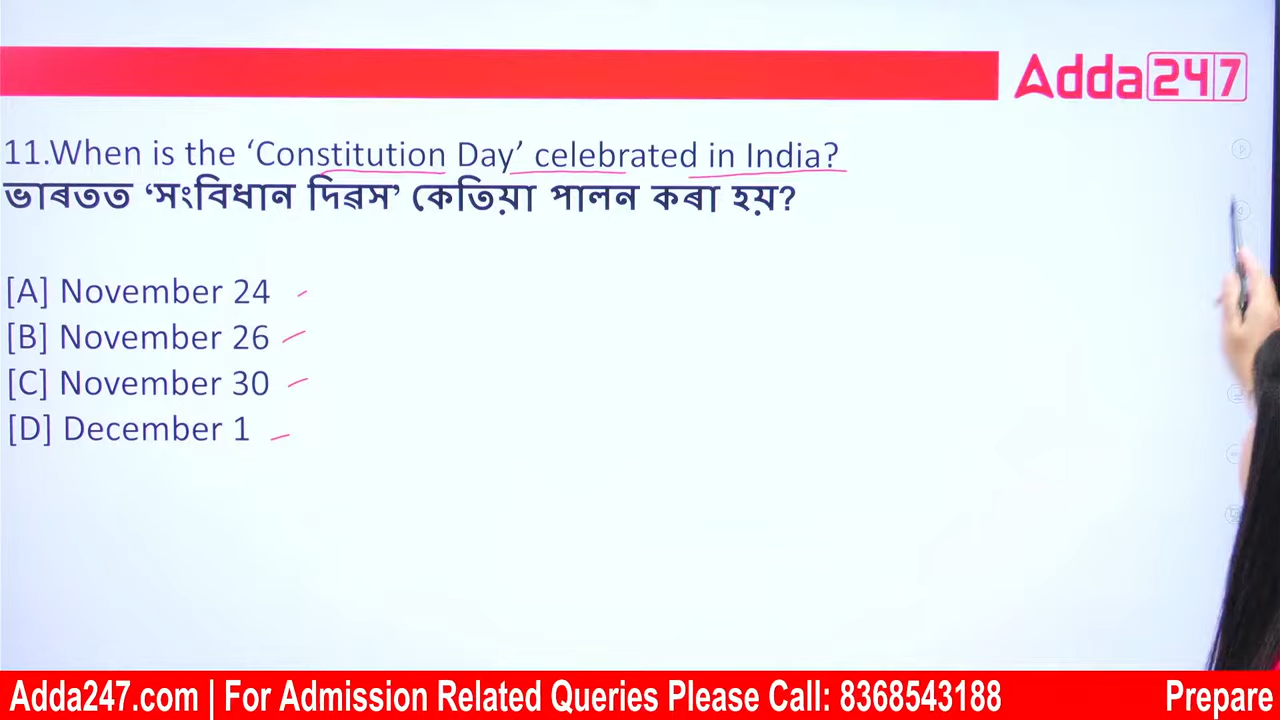 Adda247
11.When is the ‘Constitution Day’ celebrated in India?
ভাৰতত ‘সংবিধান দিৱস’ কেতিয়া পালন কৰা হয়?
[A] November 24
[B] November 26
[C] November 30
[D] December 1
Adda247.com | For Admission Related Queries Please Call: 8368543188
Prepare